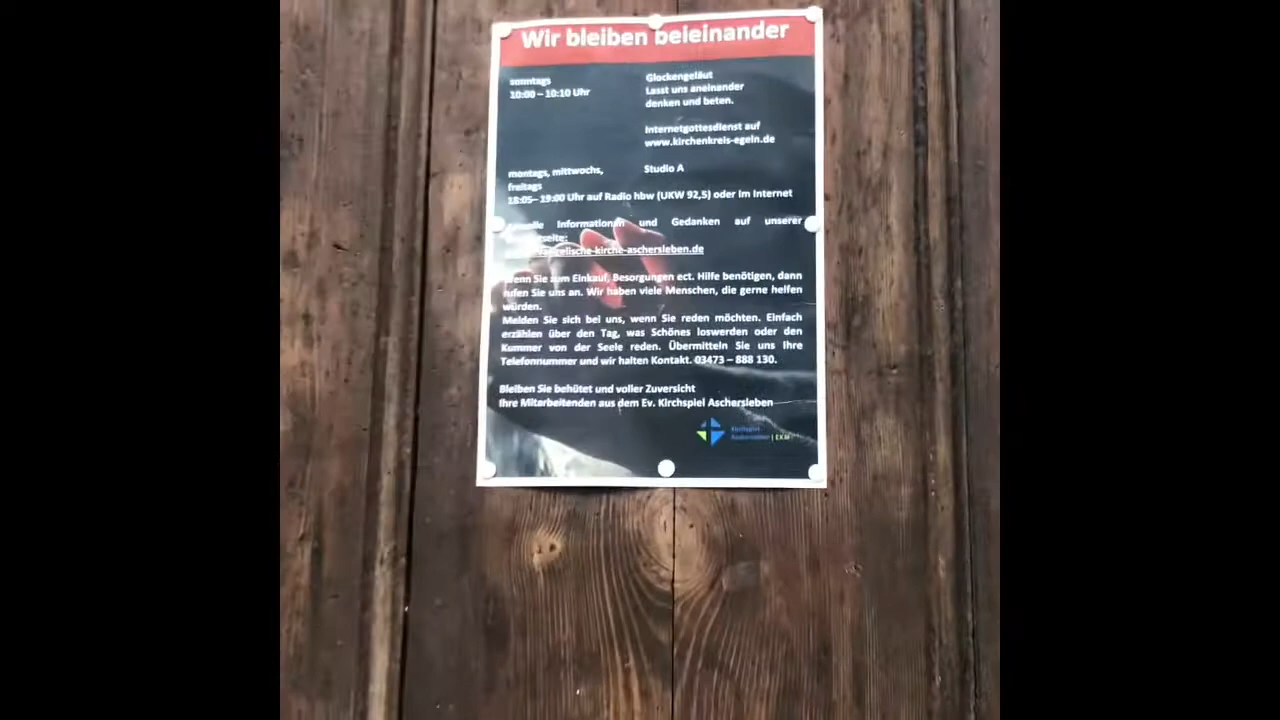 Wir bleiben beieinander
sonntags
10:00 – 10:10 Uhr
Glockengeläut
Lasst uns aneinander
denken und beten.
Internetgottesdienst auf
www.kirchenkreis-egeln.de
montags, mittwochs,
freitags
Studio A
18:05– 19:00 Uhr auf Radio hbw (UKW 92,5) oder im Internet
Informationen und Gedanken auf unserer
-kirche-aschersleben.de
Wenn Sie zum Einkauf, Besorgungen ect. Hilfe benötigen, dann
rufen Sie uns an. Wir haben viele Menschen, die gerne helfen
würden.
Melden Sie sich bei uns, wenn Sie reden möchten. Einfach
erzählen über den Tag, was Schönes loswerden oder den
Kummer von der Seele reden. Übermitteln Sie uns Ihre
Telefonnummer und wir halten Kontakt. 03473 – 888 130.
Bleiben Sie behütet und voller Zuversicht
Ihre Mitarbeitenden aus dem Ev. Kirchspiel Aschersleben
Kirchspiel
Aschersleben | EKM